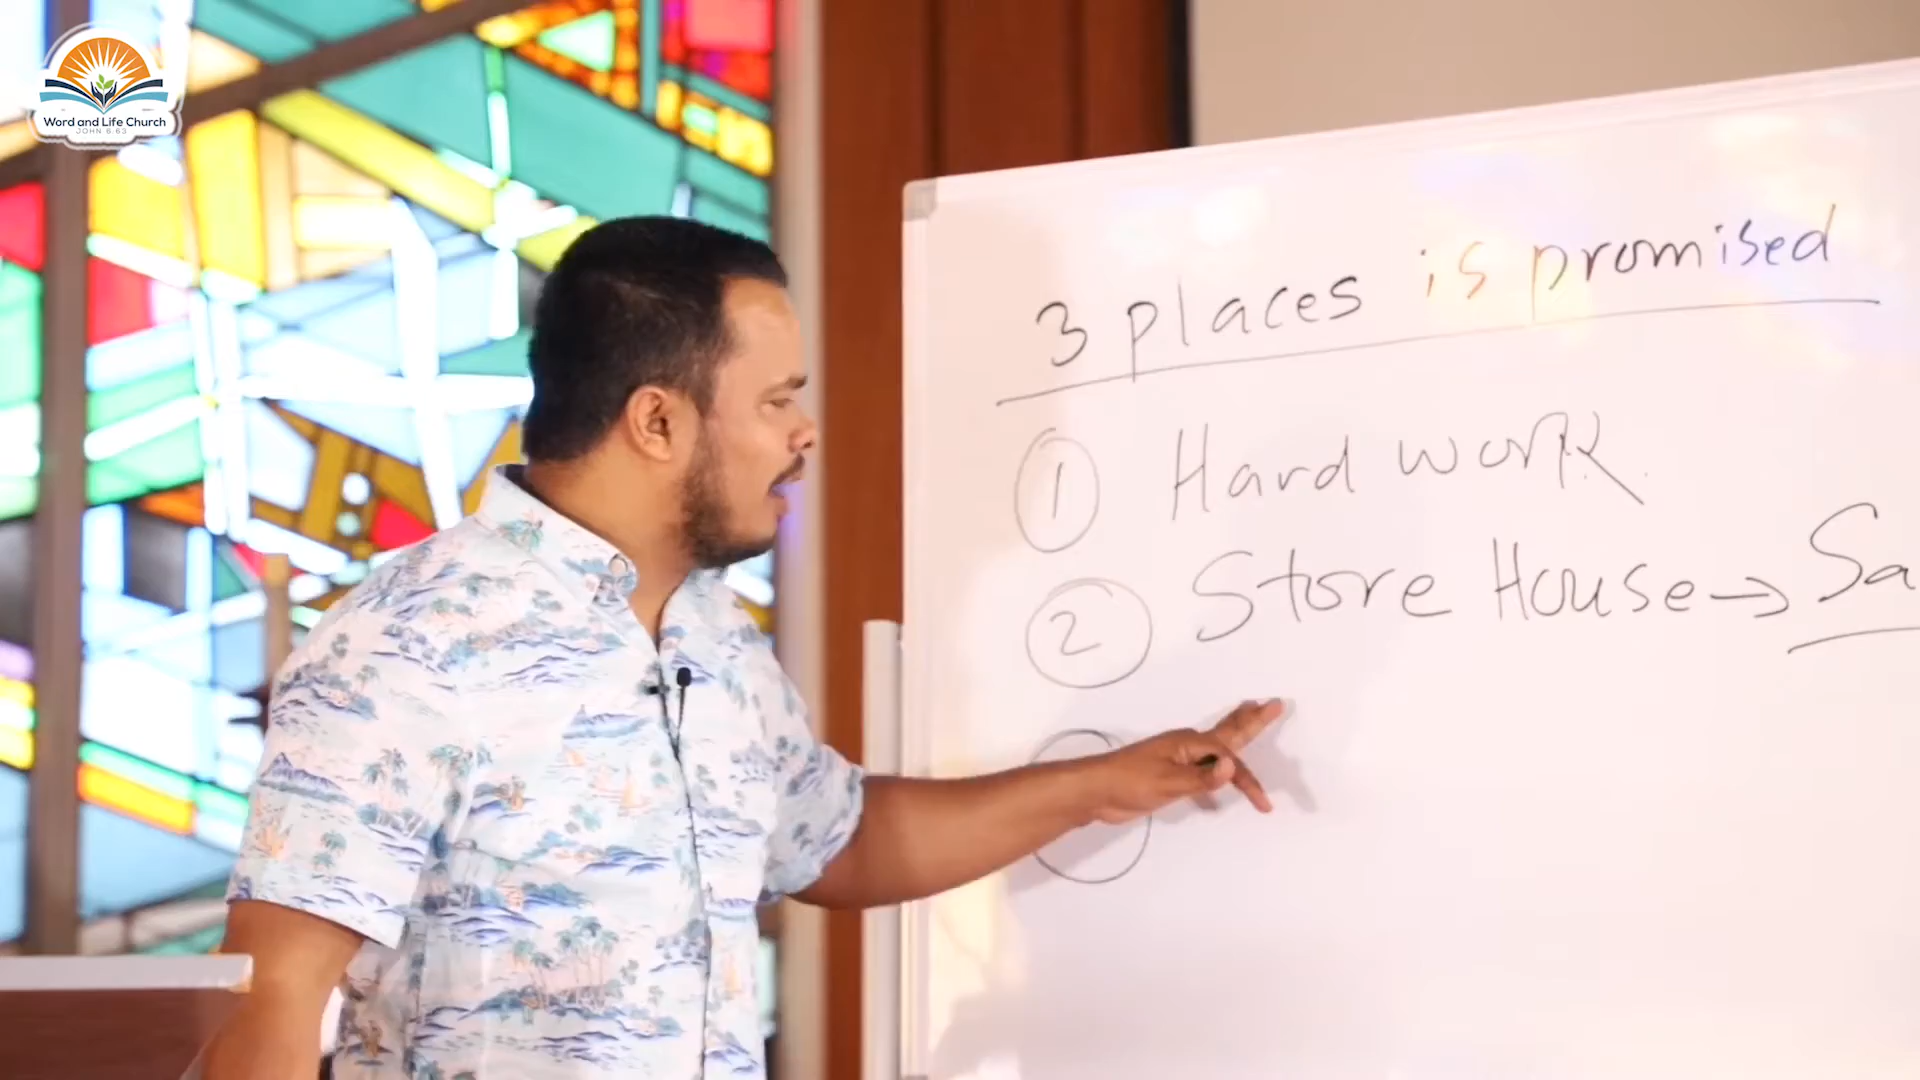 Word and Life Church
JOHN 6:63
3 places is promised
1 Hard work
2 Store House → Sa